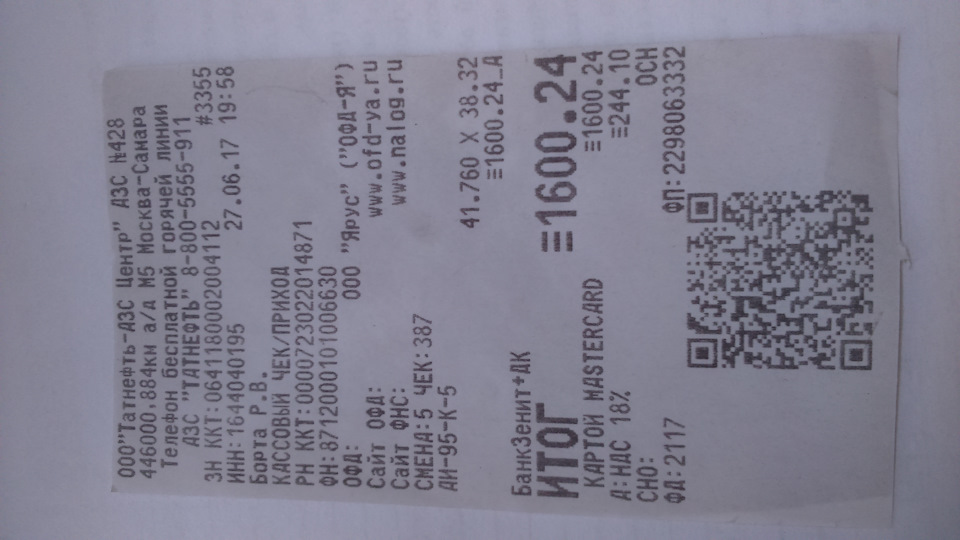 ООО"Татнефть-АЗС Центр" АЗС №428
446000,884км а/д М5 Москва-Самара
Телефон бесплатной горячей линии
АЗС "ТАТНЕФТЬ" 8-800-5555-911
ЗН ККТ:06411800020004112 #3355
ИНН:1644040195 27.06.17 19:58
Борта Р.В.
КАССОВЫЙ ЧЕК/ПРИХОД
РН ККТ:0000723022014871
ФН:8712000101006630
ОФД: ООО "Ярус" ("ОФД-Я")
Сайт ОФД: www.ofd-ya.ru
Сайт ФНС: www.nalog.ru
СМЕНА:5 ЧЕК:387
АИ-95-К-5 41.760 X 38.32
≡1600.24_А
БанкЗенит+ДК
ИТОГ ≡1600.24
КАРТОЙ MASTERCARD ≡1600.24
А:НДС 18% ≡244.10
СНО: ОСН
ФД:2117 ФП:2298063332